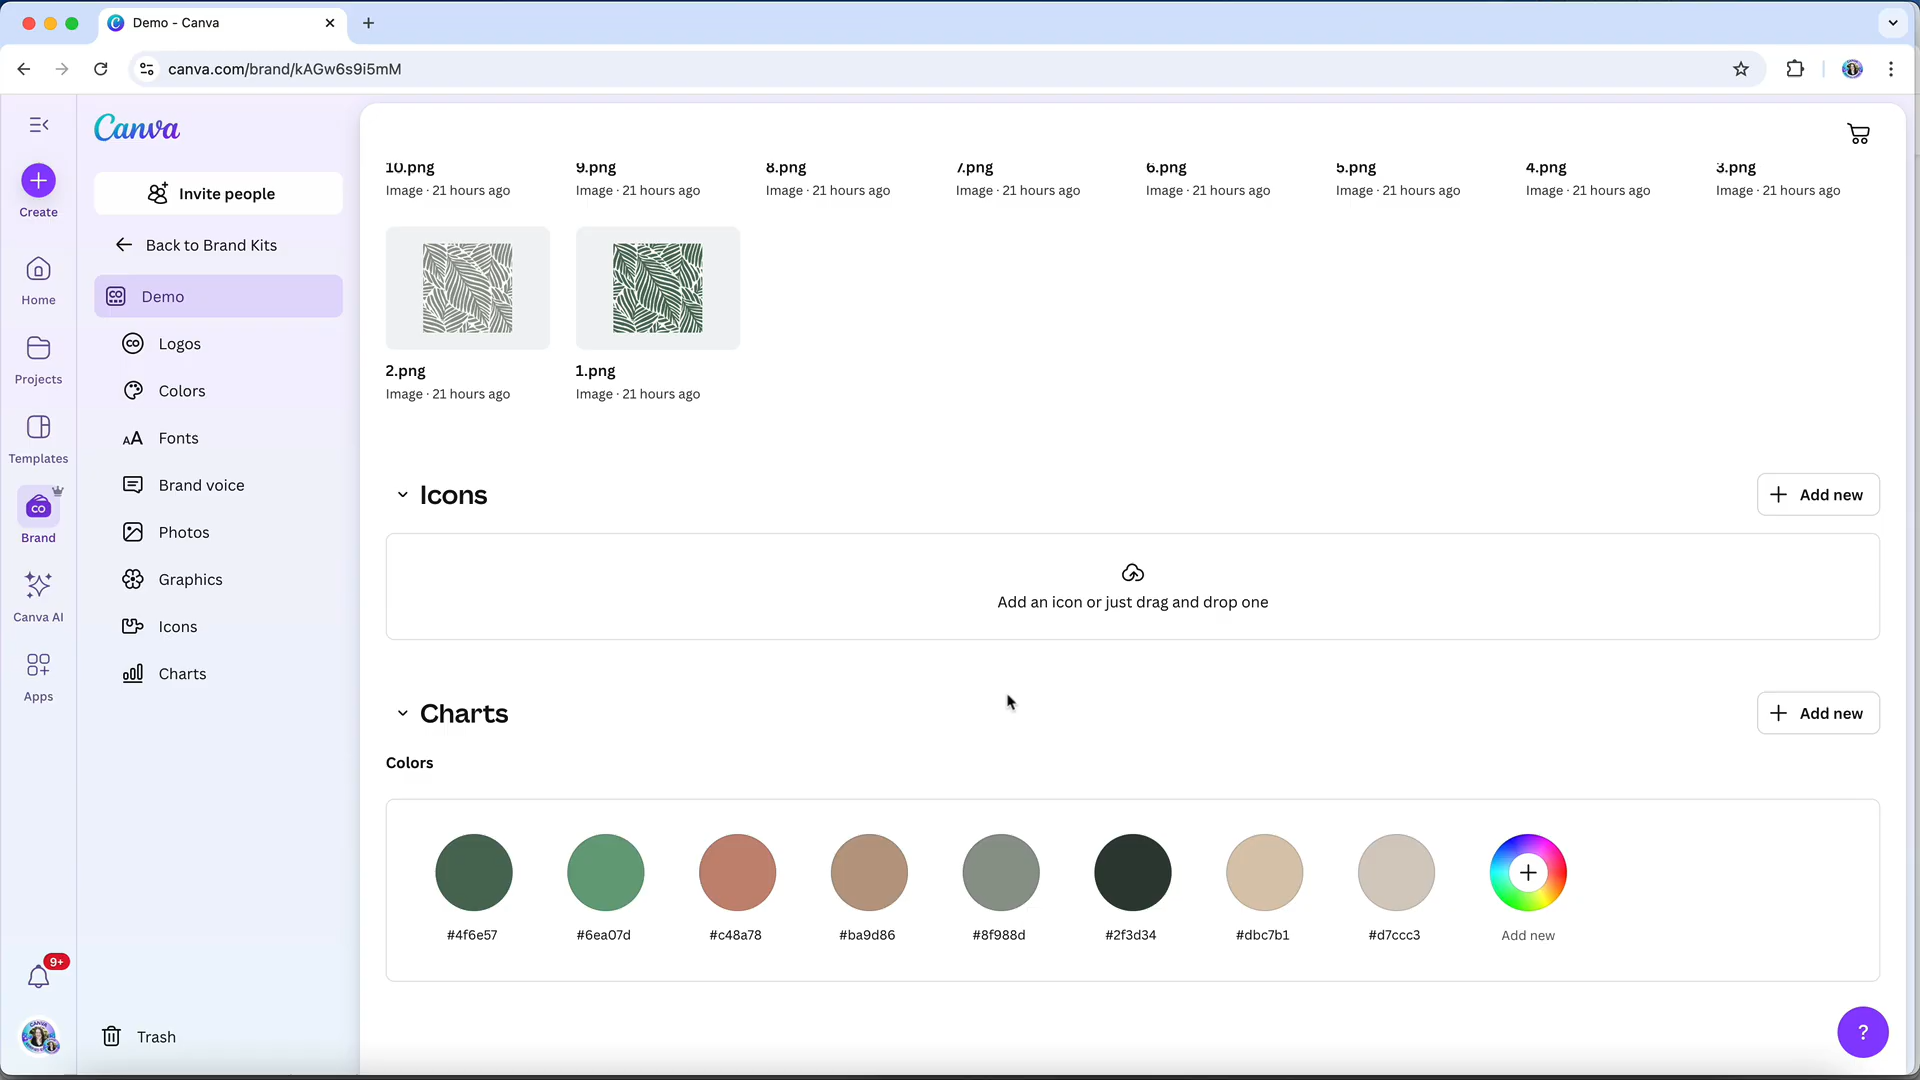 Demo - Canva
canva.com/brand/kAGw6s9i5mM
Canva
Invite people
Create
Back to Brand Kits
Home
Demo
Logos
Projects
Colors
Fonts
Templates
Brand voice
CO
Brand
Photos
Graphics
Canva AI
Icons
Charts
Apps
9+
Trash
10.png 9.png 8.png 7.png 6.png 5.png 4.png 3.png
Image · 21 hours ago Image · 21 hours ago Image · 21 hours ago Image · 21 hours ago Image · 21 hours ago Image · 21 hours ago Image · 21 hours ago Image · 21 hours ago
2.png 1.png
Image · 21 hours ago Image · 21 hours ago
Icons
Add new
Add an icon or just drag and drop one
Charts
Add new
Colors
#4f6e57 #6ea07d #c48a78 #ba9d86 #8f988d #2f3d34 #dbc7b1 #d7ccc3 Add new
?